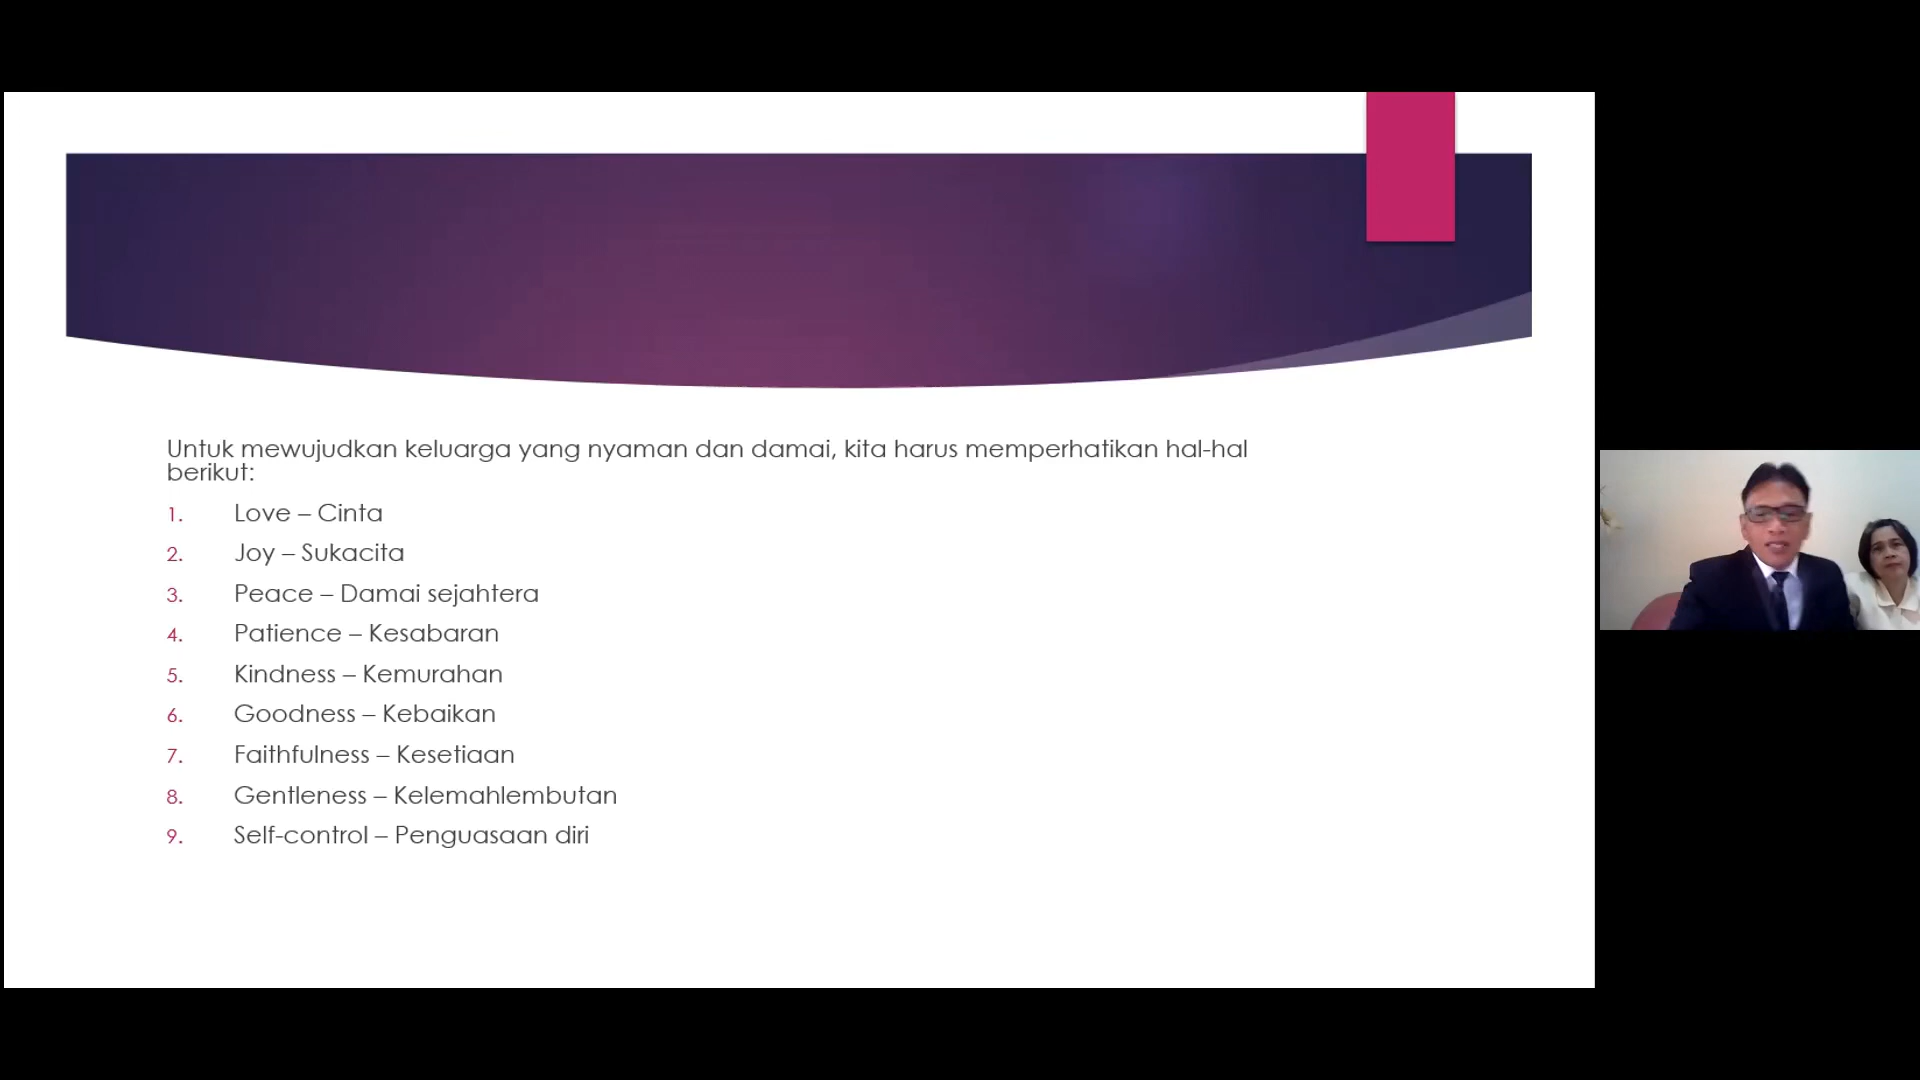 Untuk mewujudkan keluarga yang nyaman dan damai, kita harus memperhatikan hal-hal
berikut:
1. Love – Cinta
2. Joy – Sukacita
3. Peace – Damai sejahtera
4. Patience – Kesabaran
5. Kindness – Kemurahan
6. Goodness – Kebaikan
7. Faithfulness – Kesetiaan
8. Gentleness – Kelemahlembutan
9. Self-control – Penguasaan diri